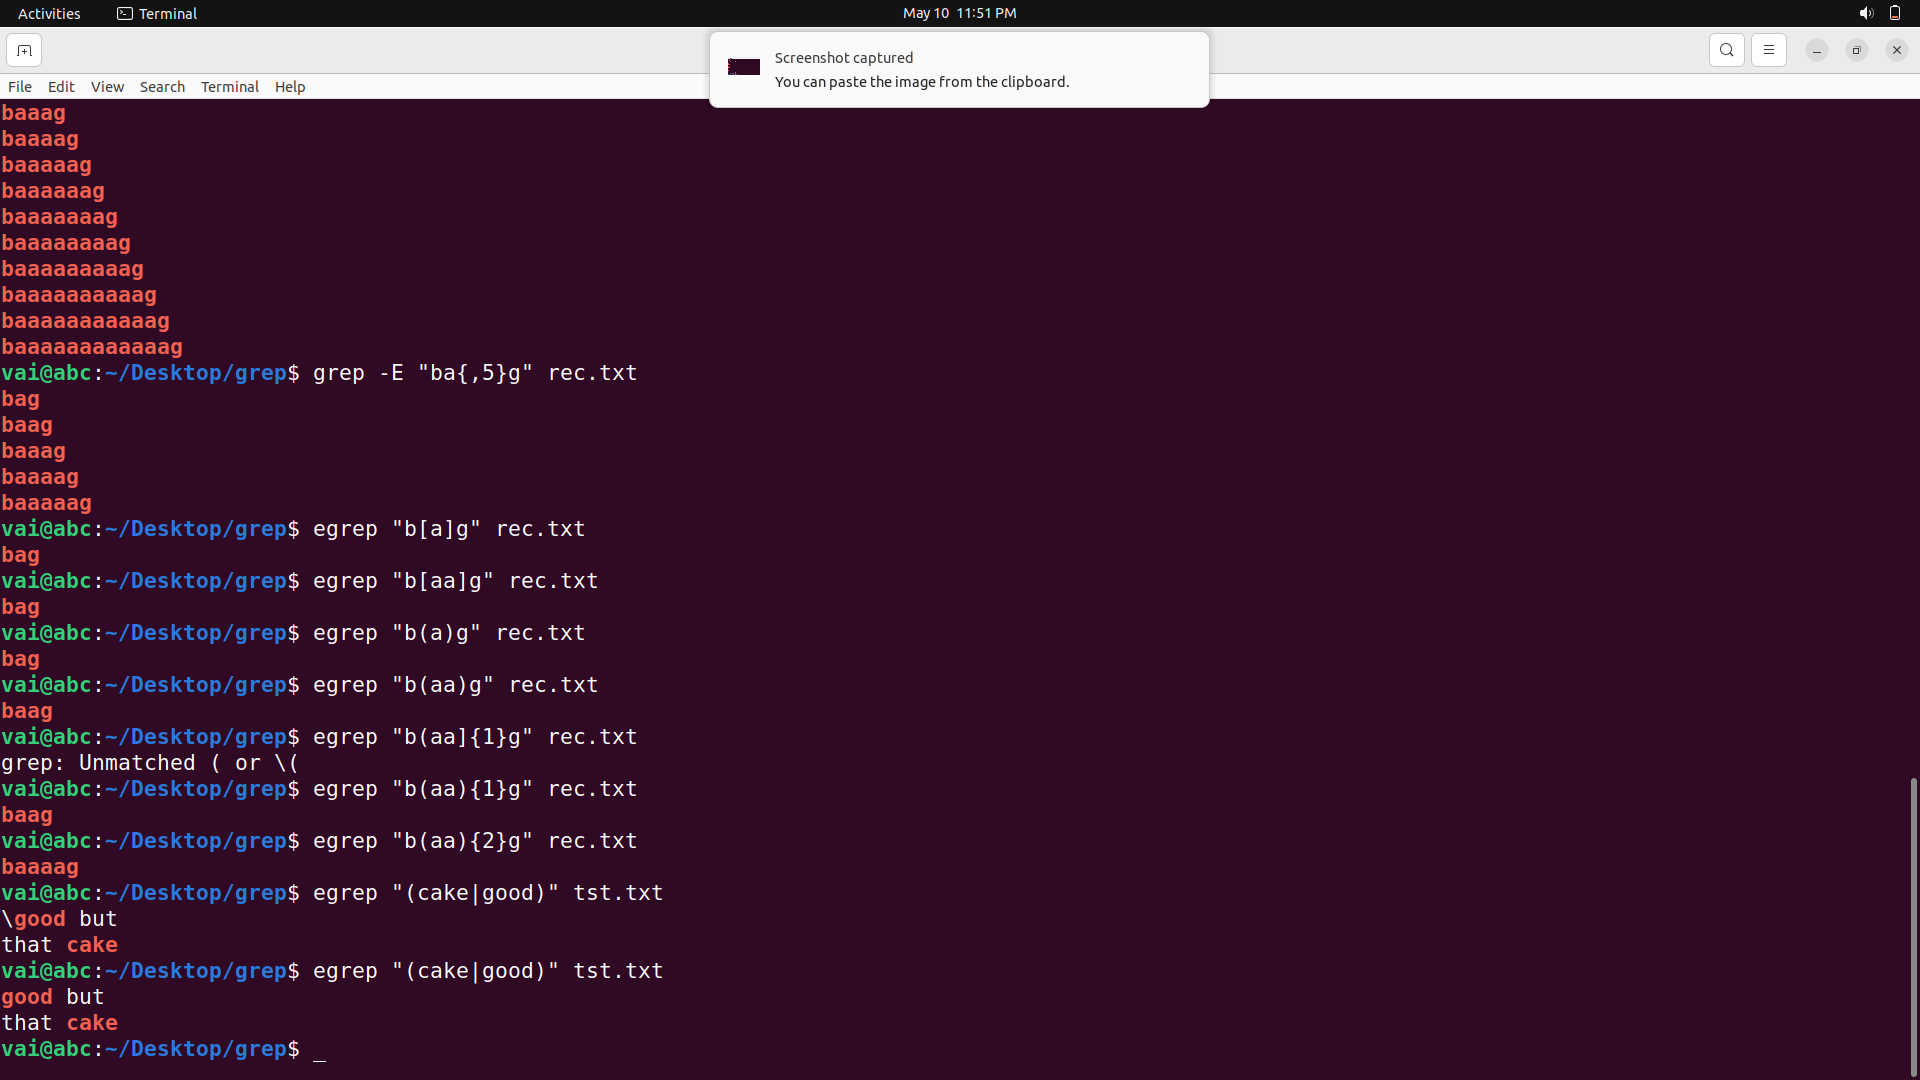 Activities Terminal May 10 11:51 PM
Screenshot captured
You can paste the image from the clipboard.
File Edit View Search Terminal Help
baaag
baaaag
baaaaag
baaaaaag
baaaaaaag
baaaaaaaag
baaaaaaaaag
baaaaaaaaaag
baaaaaaaaaaag
baaaaaaaaaaaag
vai@abc:~/Desktop/grep$ grep -E "ba{,5}g" rec.txt
bag
baag
baaag
baaaag
baaaaag
vai@abc:~/Desktop/grep$ egrep "b[a]g" rec.txt
bag
vai@abc:~/Desktop/grep$ egrep "b[aa]g" rec.txt
bag
vai@abc:~/Desktop/grep$ egrep "b(a)g" rec.txt
bag
vai@abc:~/Desktop/grep$ egrep "b(aa)g" rec.txt
baag
vai@abc:~/Desktop/grep$ egrep "b(aa]{1}g" rec.txt
grep: Unmatched ( or \(
vai@abc:~/Desktop/grep$ egrep "b(aa){1}g" rec.txt
baag
vai@abc:~/Desktop/grep$ egrep "b(aa){2}g" rec.txt
baaaag
vai@abc:~/Desktop/grep$ egrep "(cake|good)" tst.txt
\good but
that cake
vai@abc:~/Desktop/grep$ egrep "(cake|good)" tst.txt
good but
that cake
vai@abc:~/Desktop/grep$ _